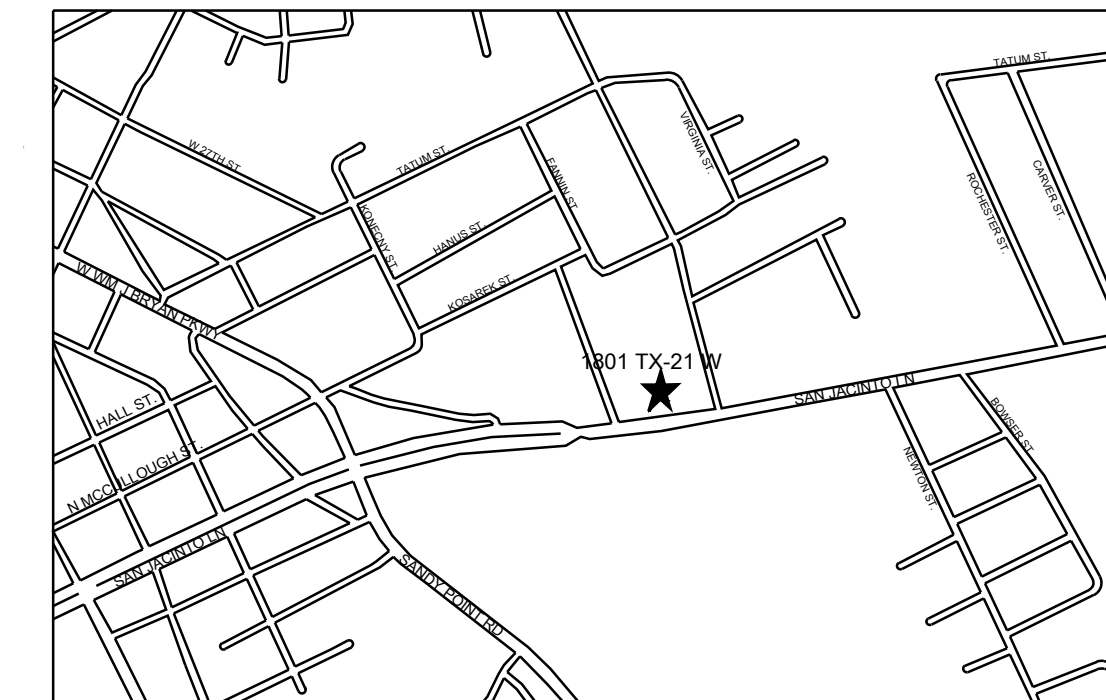 TATUM ST.
VIRGINIA ST.
W 27TH ST.
TATUM ST.
FANNIN ST.
ROCHESTER ST.
CARVER ST.
KONECNY ST.
HANUS ST.
W WM J BRYAN PKWY
KOSAREK ST.
1801 TX-21 W
SAN JACINTO LN
HALL ST.
BOWSER ST.
N MCCULLOUGH ST.
NEWTON ST.
SAN JACINTO LN
SANDY POINT RD